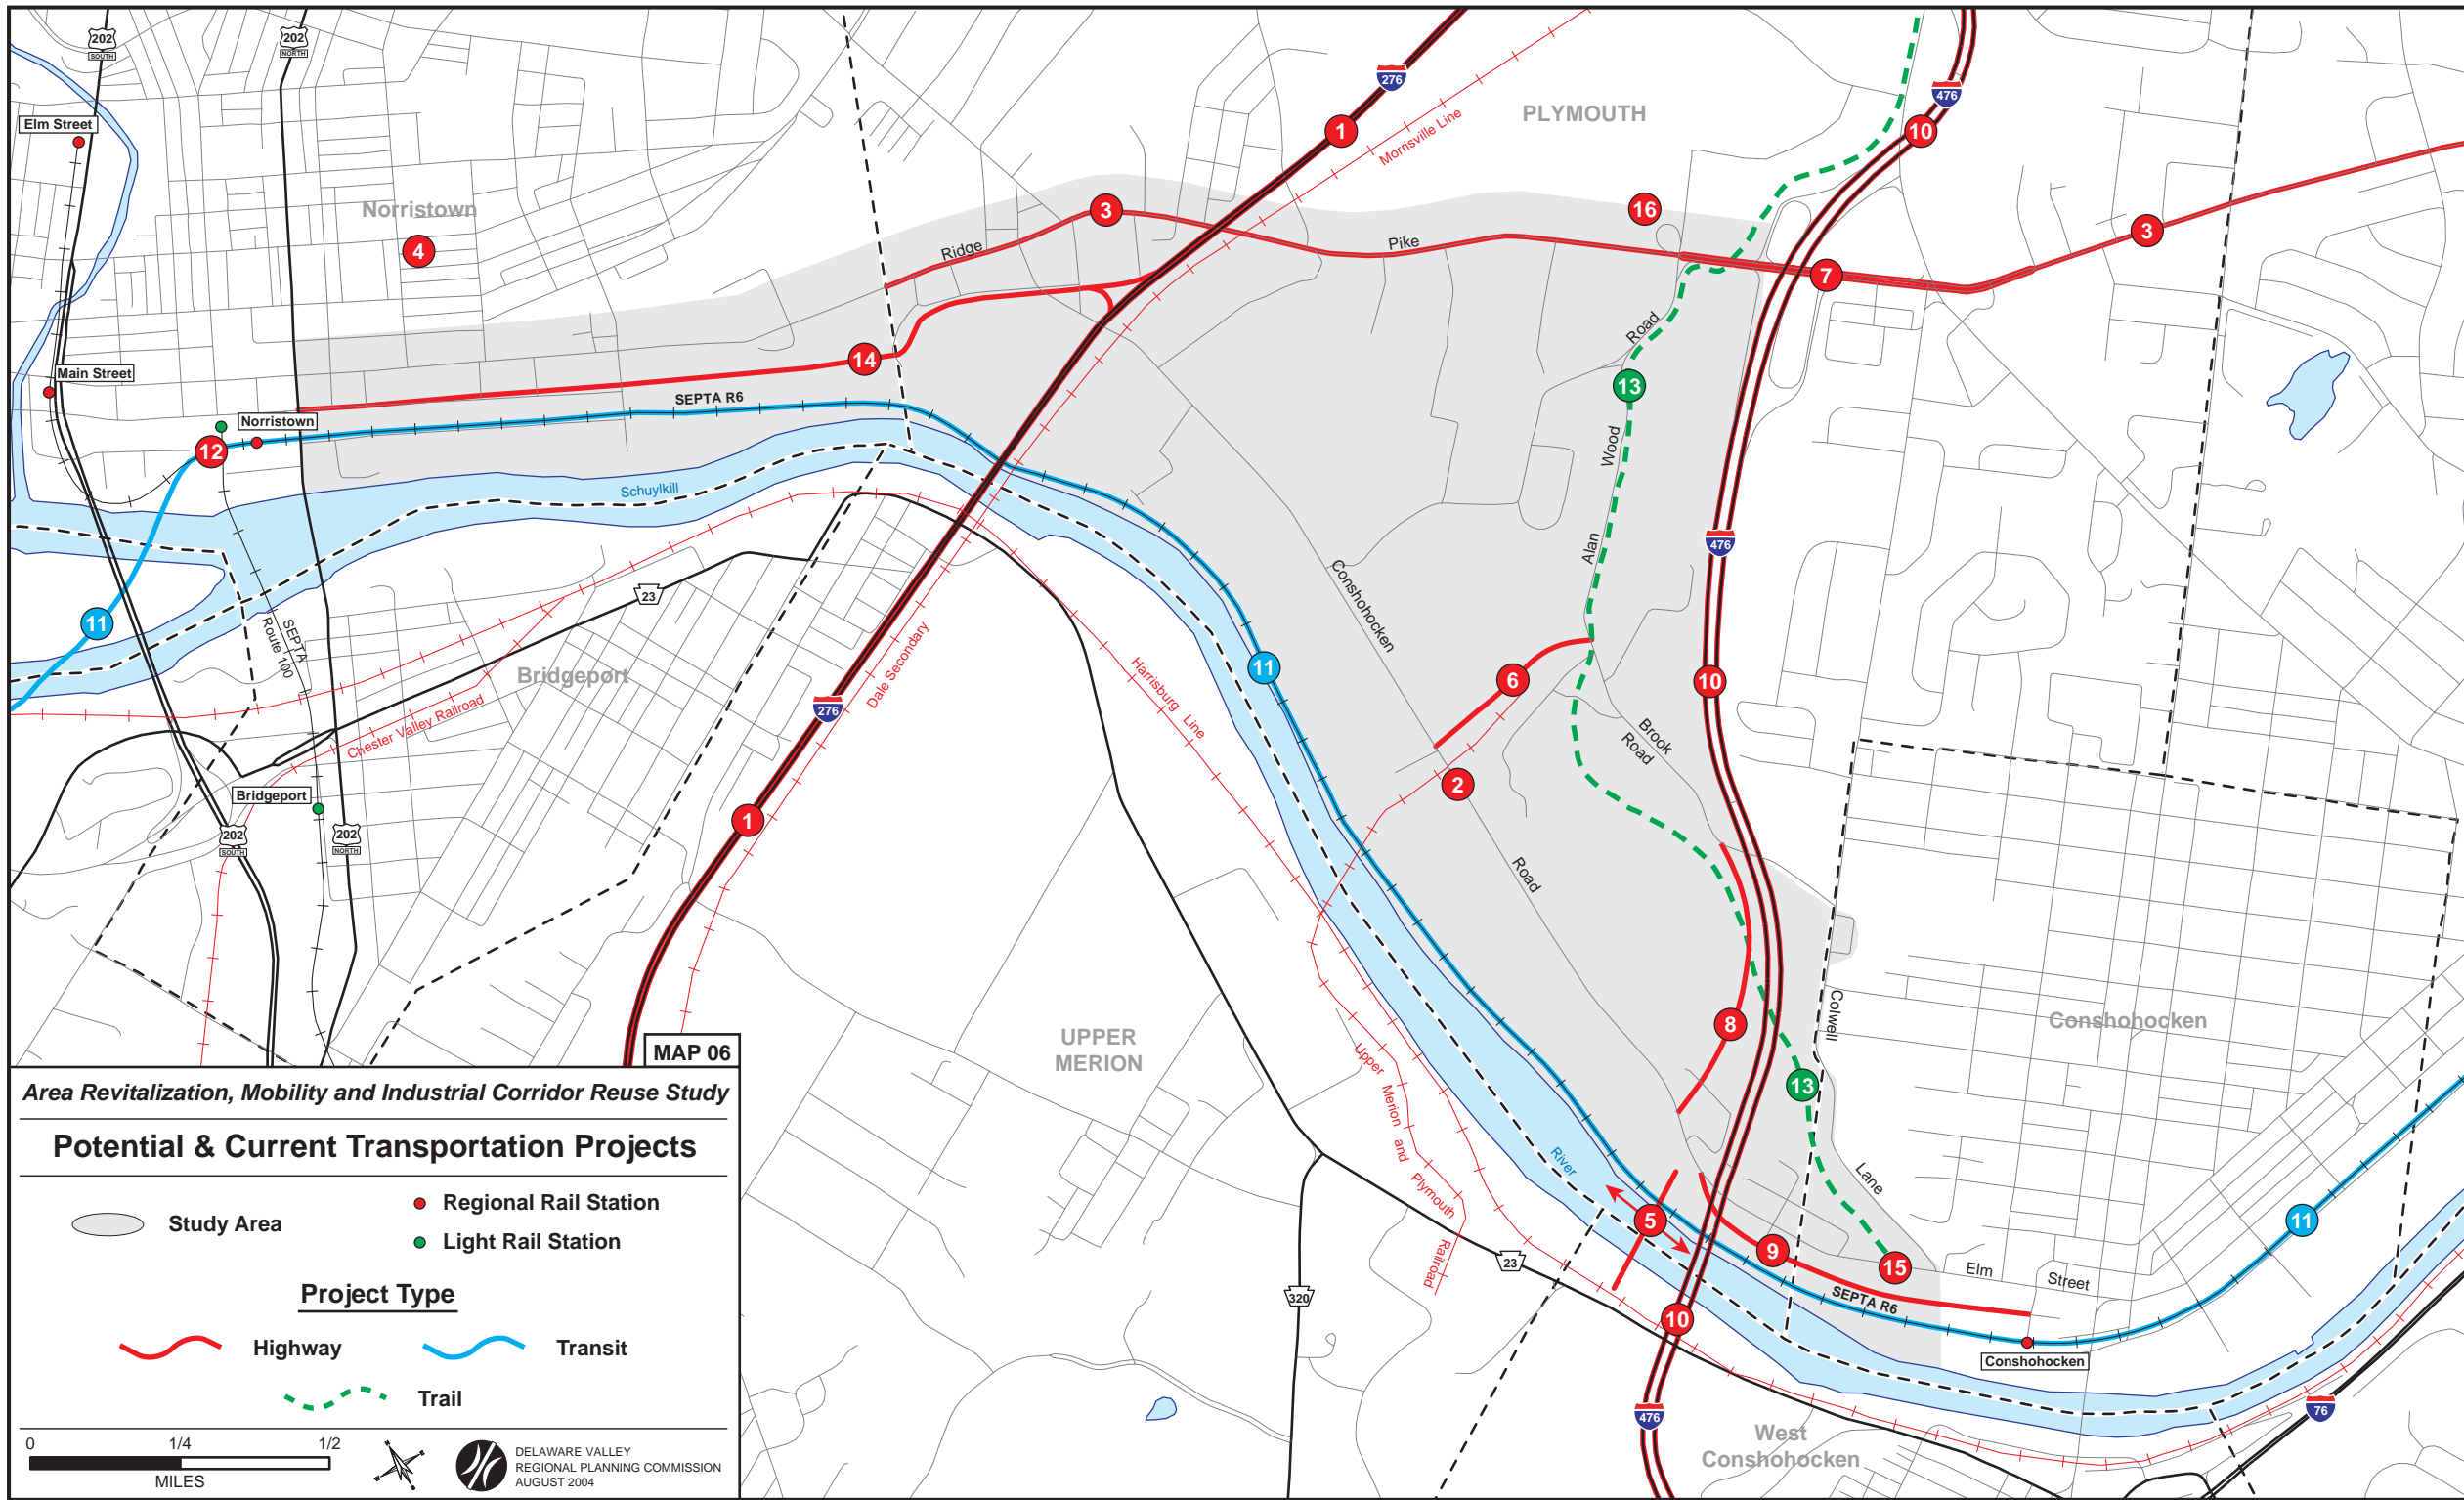 202
SOUTH
202
NORTH
276
476
Elm Street
PLYMOUTH
1
10
Morrisville Line
Norristown
4
3
16
3
Ridge
Pike
7
Road
Main Street
14
13
SEPTA R6
Norristown
12
Wood
Schuylkill
Alan
476
Conshohocken
23
11
SEPTA
Route 100
Bridgeport
Dale Secondary
11
Harrisburg Line
6
10
276
Chester Valley Railroad
Brook
Road
Bridgeport
2
202
SOUTH
202
NORTH
1
Road
Colwell
Conshohocken
8
UPPER
MERION
13
Upper Merion and Plymouth Railroad
River
Lane
5
9
15
11
Elm Street
23
SEPTA R6
320
10
Conshohocken
476
76
West
Conshohocken
MAP 06
Area Revitalization, Mobility and Industrial Corridor Reuse Study
Potential & Current Transportation Projects
Study Area
Regional Rail Station
Light Rail Station
Project Type
Highway
Transit
Trail
0 1/4 1/2
MILES
DELAWARE VALLEY
REGIONAL PLANNING COMMISSION
AUGUST 2004